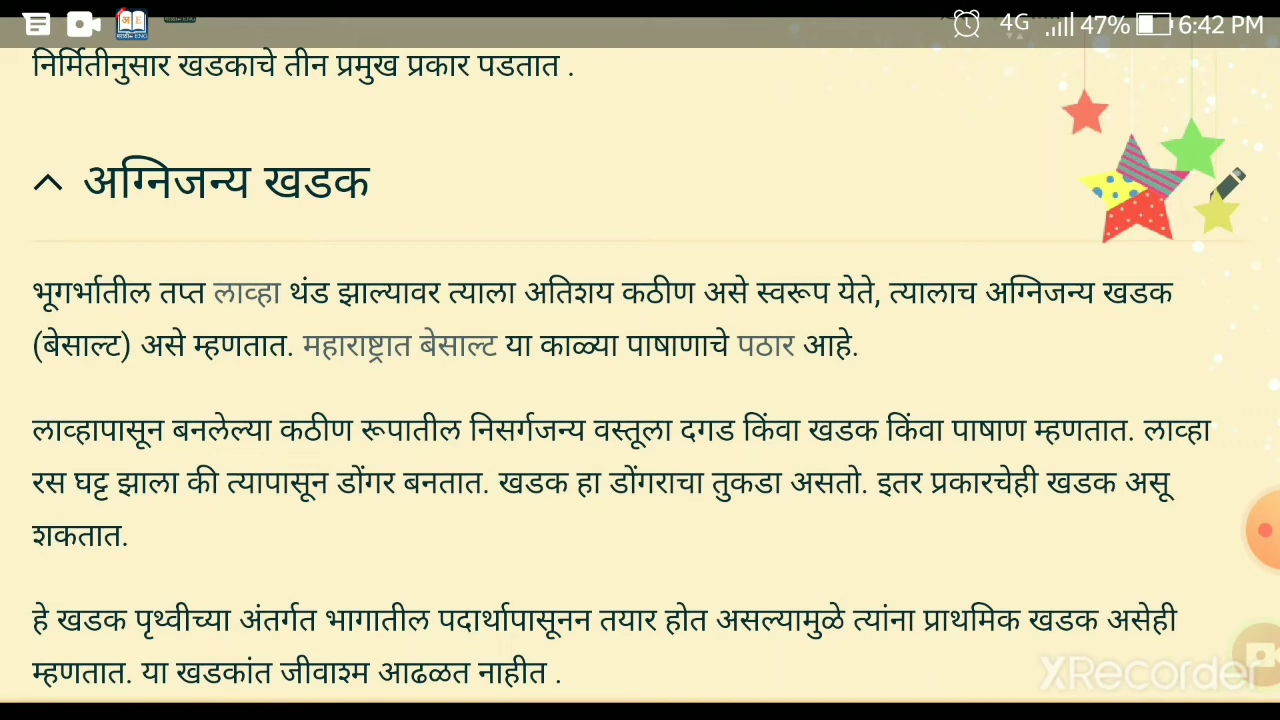 4G 47% 6:42 PM
निर्मितीनुसार खडकाचे तीन प्रमुख प्रकार पडतात .
अग्निजन्य खडक
भूगर्भातील तप्त लाव्हा थंड झाल्यावर त्याला अतिशय कठीण असे स्वरूप येते, त्यालाच अग्निजन्य खडक
(बेसाल्ट) असे म्हणतात. महाराष्ट्रात बेसाल्ट या काळ्या पाषाणाचे पठार आहे.
लाव्हापासून बनलेल्या कठीण रूपातील निसर्गजन्य वस्तूला दगड किंवा खडक किंवा पाषाण म्हणतात. लाव्हा
रस घट्ट झाला की त्यापासून डोंगर बनतात. खडक हा डोंगराचा तुकडा असतो. इतर प्रकारचेही खडक असू
शकतात.
हे खडक पृथ्वीच्या अंतर्गत भागातील पदार्थापासूनन तयार होत असल्यामुळे त्यांना प्राथमिक खडक असेही
म्हणतात. या खडकांत जीवाश्म आढळत नाहीत .
XRecorder